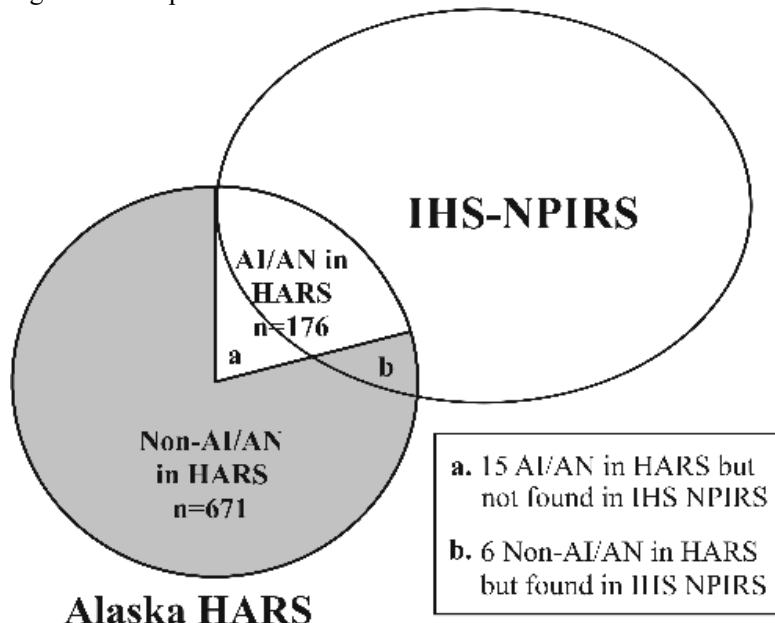 IHS-NPIRS
AI/AN in
HARS
n=176
a
b
Non-AI/AN
in HARS
n=671
a. 15 AI/AN in HARS but
not found in IHS NPIRS
b. 6 Non-AI/AN in HARS
but found in IHS NPIRS
Alaska HARS